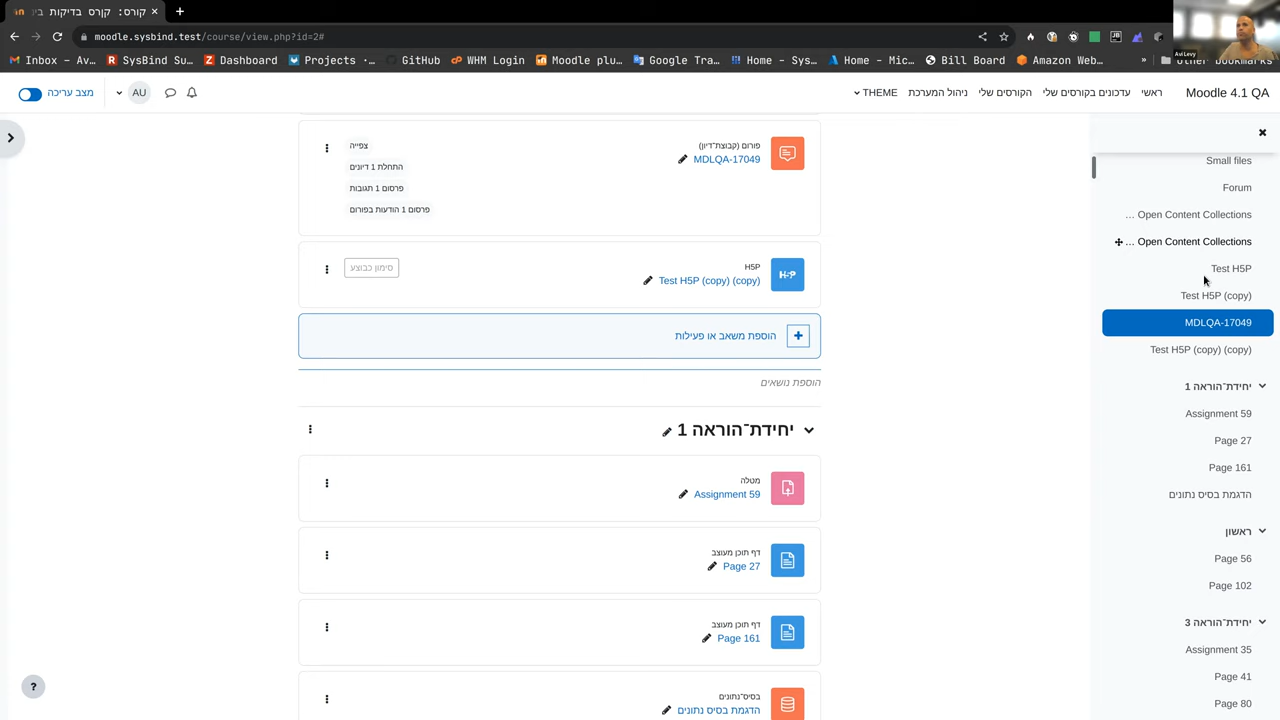 קורס: קורס בדיקות בינ
moodle.sysbind.test/course/view.php?id=2#
Inbox - Av…
SysBind Su…
Dashboard
Projects -…
GitHub
WHM Login
Moodle plu…
Google Tra…
Home - Sys…
Bill Board
Amazon Web…
Home - Mic…
Other bookmarks
Avi Levy
Moodle 4.1 QA
ראשי
עדכונים בקורסים שלי
הקורסים שלי
ניהול המערכת
THEME
AU
מצב עריכה
פורום (קבוצת־דיון)
MDLQA-17049
צפייה
התחלת 1 דיונים
פרסום 1 תגובות
פרסום 1 הודעות בפורום
H5P
Test H5P (copy) (copy)
סימון כבוצע
הוספת משאב או פעילות
הוספת נושאים
יחידת־הוראה 1
מטלה
Assignment 59
דף תוכן מעוצב
Page 27
דף תוכן מעוצב
Page 161
בסיס־נתונים
הדגמת בסיס נתונים
?
Small files
Forum
Open Content Collections …
Open Content Collections …
Test H5P
Test H5P (copy)
MDLQA-17049
Test H5P (copy) (copy)
יחידת־הוראה 1
Assignment 59
Page 27
Page 161
הדגמת בסיס נתונים
ראשון
Page 56
Page 102
יחידת־הוראה 3
Assignment 35
Page 41
Page 80